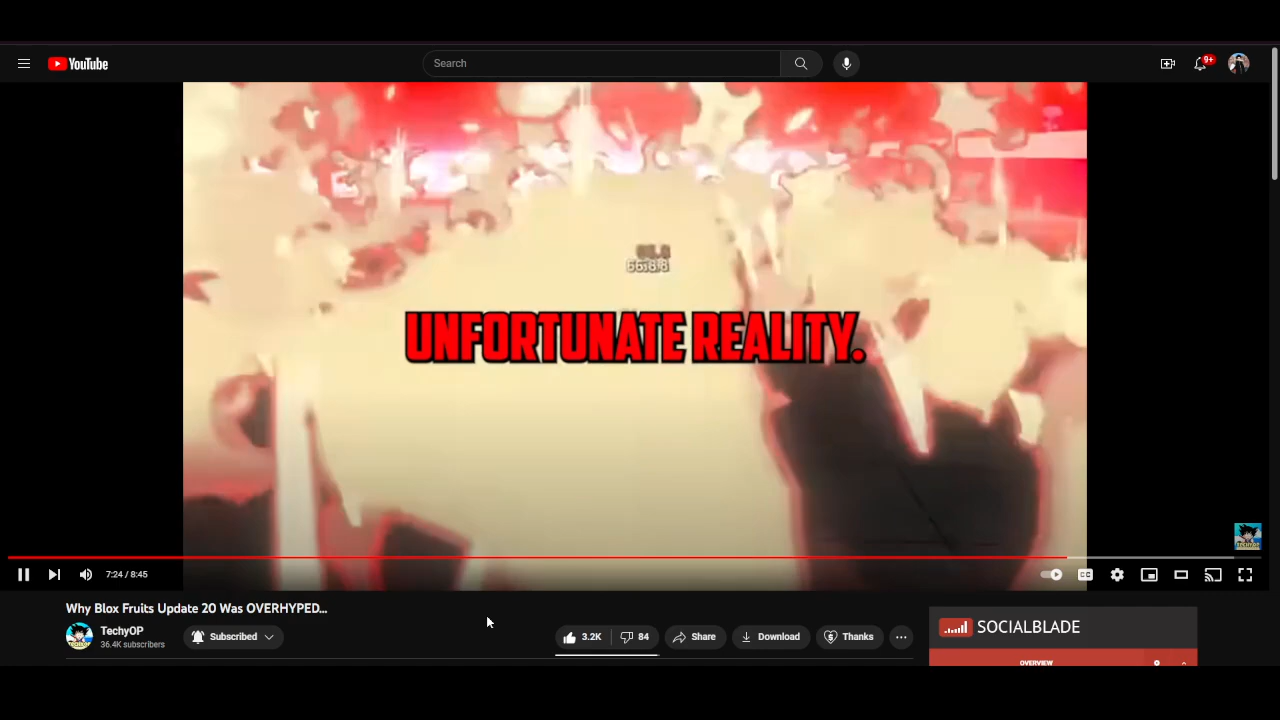 YouTube
Search
9+
UNFORTUNATE REALITY.
7:24 / 8:45
CC
Why Blox Fruits Update 20 Was OVERHYPED...
TechyOP
36.4K subscribers
Subscribed
3.2K
84
Share
Download
Thanks
SOCIALBLADE
OVERVIEW